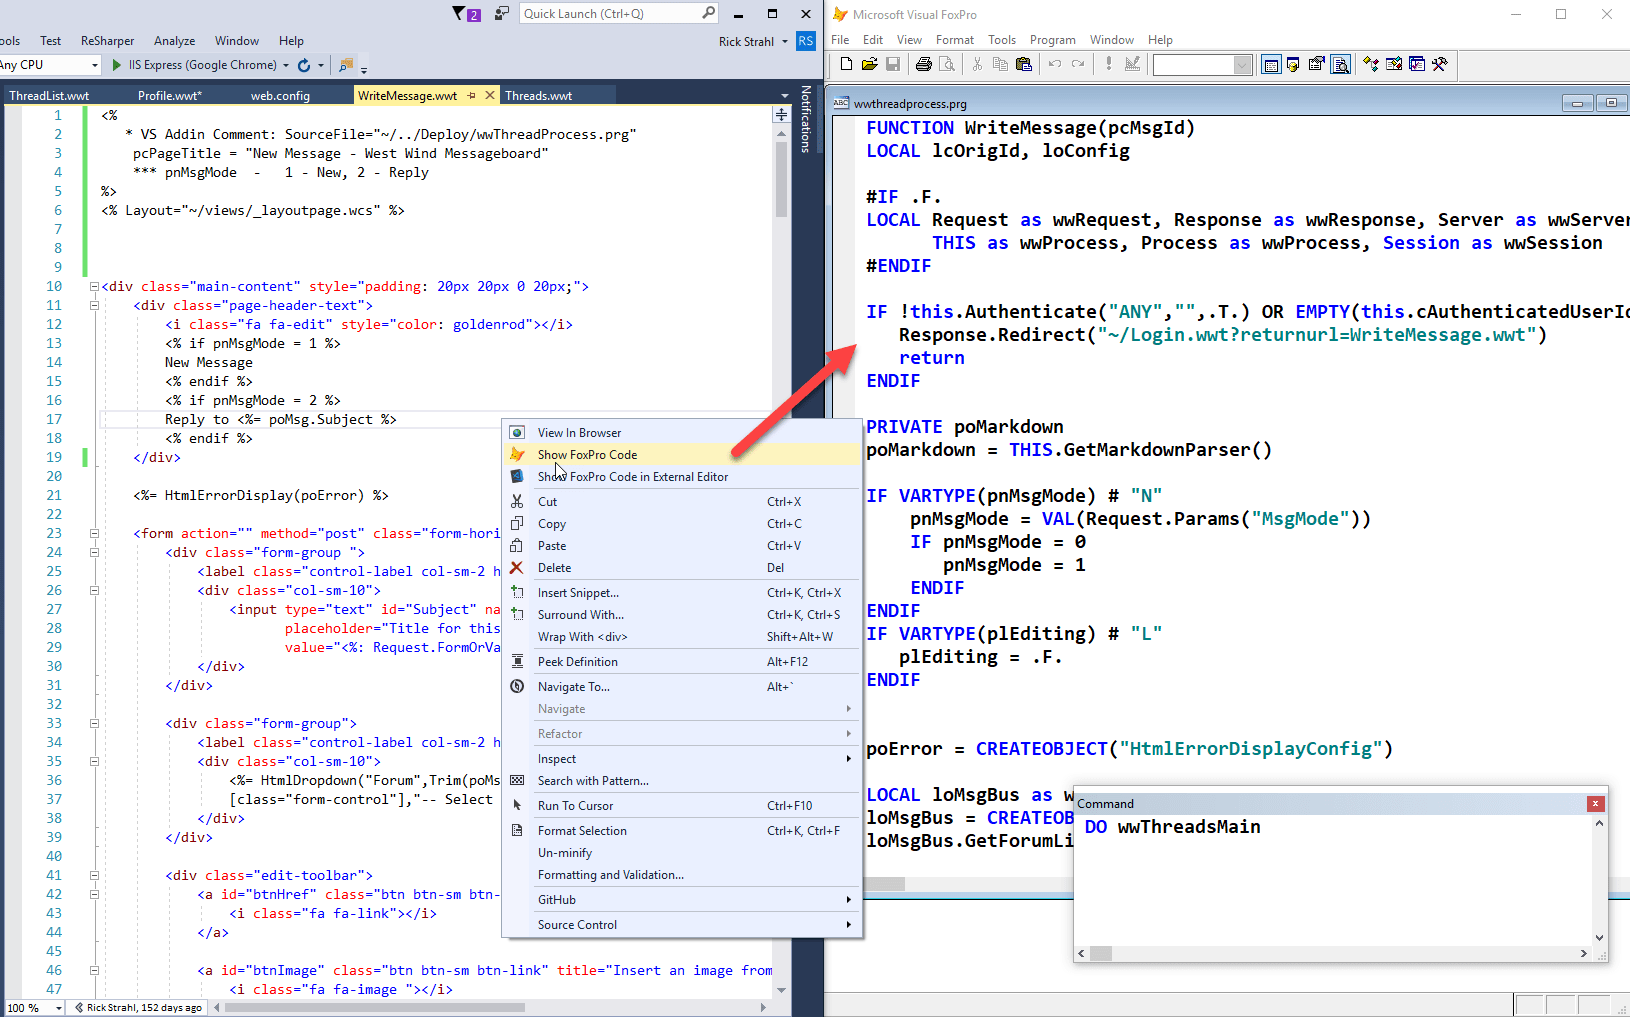 2
Quick Launch (Ctrl+Q)
ools Test ReSharper Analyze Window Help
Rick Strahl RS
Any CPU IIS Express (Google Chrome)
ThreadList.wwt Profile.wwt* web.config WriteMessage.wwt Threads.wwt
Notifications
1 <%
2 * VS Addin Comment: SourceFile="~/../Deploy/wwThreadProcess.prg"
3 pcPageTitle = "New Message - West Wind Messageboard"
4 *** pnMsgMode - 1 - New, 2 - Reply
5 %>
6 <% Layout="~/views/_layoutpage.wcs" %>
7
8
9
10 <div class="main-content" style="padding: 20px 20px 0 20px;">
11 <div class="page-header-text">
12 <i class="fa fa-edit" style="color: goldenrod"></i>
13 <% if pnMsgMode = 1 %>
14 New Message
15 <% endif %>
16 <% if pnMsgMode = 2 %>
17 Reply to <%= poMsg.Subject %>
18 <% endif %>
19 </div>
20
21 <%= HtmlErrorDisplay(poError) %>
22
23 <form action="" method="post" class="form-hori
24 <div class="form-group ">
25 <label class="control-label col-sm-2 h
26 <div class="col-sm-10">
27 <input type="text" id="Subject" na
28 placeholder="Title for this
29 value="<%: Request.FormOrVa
30 </div>
31 </div>
32
33 <div class="form-group">
34 <label class="control-label col-sm-2 h
35 <div class="col-sm-10">
36 <%= HtmlDropdown("Forum",Trim(poMs
37 [class="form-control"],"-- Select
38 </div>
39 </div>
40
41 <div class="edit-toolbar">
42 <a id="btnHref" class="btn btn-sm btn-
43 <i class="fa fa-link"></i>
44 </a>
45
46 <a id="btnImage" class="btn btn-sm btn-link" title="Insert an image from
47 <i class="fa fa-image "></i>
100 % Rick Strahl, 152 days ago
View In Browser
Show FoxPro Code
Show FoxPro Code in External Editor
Cut Ctrl+X
Copy Ctrl+C
Paste Ctrl+V
Delete Del
Insert Snippet... Ctrl+K, Ctrl+X
Surround With... Ctrl+K, Ctrl+S
Wrap With <div> Shift+Alt+W
Peek Definition Alt+F12
Navigate To... Alt+`
Navigate
Refactor
Inspect
Search with Pattern...
Run To Cursor Ctrl+F10
Format Selection Ctrl+K, Ctrl+F
Un-minify
Formatting and Validation...
GitHub
Source Control
Microsoft Visual FoxPro
File Edit View Format Tools Program Window Help
ABC wwthreadprocess.prg
FUNCTION WriteMessage(pcMsgId)
LOCAL lcOrigId, loConfig
#IF .F.
LOCAL Request as wwRequest, Response as wwResponse, Server as wwServer
THIS as wwProcess, Process as wwProcess, Session as wwSession
#ENDIF
IF !this.Authenticate("ANY","",.T.) OR EMPTY(this.cAuthenticatedUserId
Response.Redirect("~/Login.wwt?returnurl=WriteMessage.wwt")
return
ENDIF
PRIVATE poMarkdown
poMarkdown = THIS.GetMarkdownParser()
IF VARTYPE(pnMsgMode) # "N"
pnMsgMode = VAL(Request.Params("MsgMode"))
IF pnMsgMode = 0
pnMsgMode = 1
ENDIF
ENDIF
IF VARTYPE(plEditing) # "L"
plEditing = .F.
ENDIF
poError = CREATEOBJECT("HtmlErrorDisplayConfig")
LOCAL loMsgBus as w
loMsgBus = CREATEOB
loMsgBus.GetForumLi
Command
DO wwThreadsMain